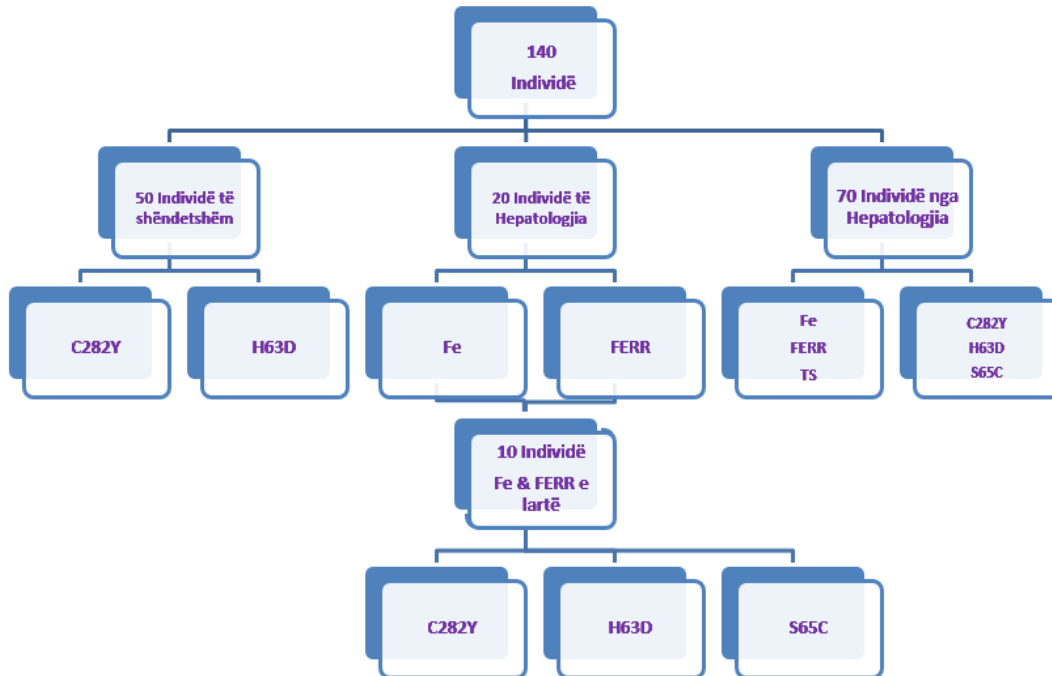 140
Individë
50 Individë të
shëndetshëm
20 Individë të
Hepatologjia
70 Individë nga
Hepatologjia
C282Y
H63D
Fe
FERR
Fe
FERR
TS
C282Y
H63D
S65C
10 Individë
Fe & FERR e
lartë
C282Y
H63D
S65C